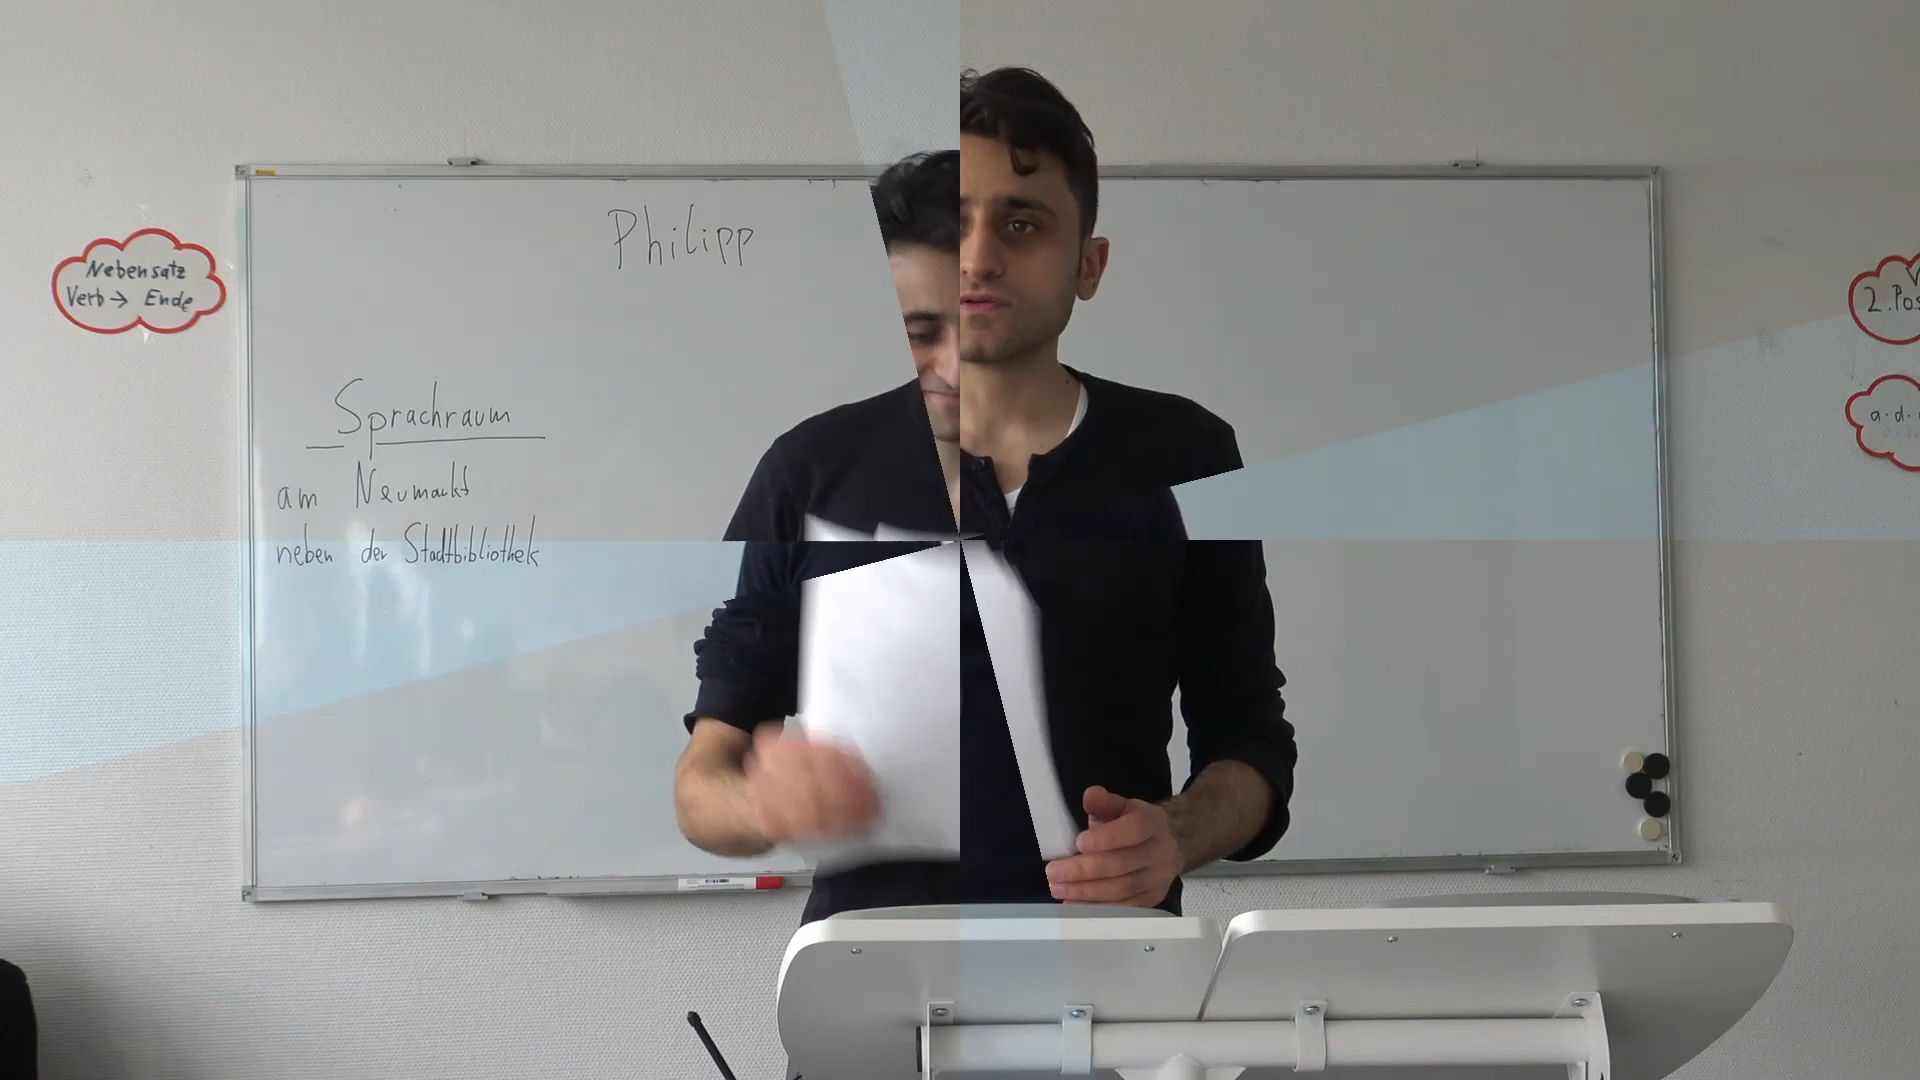 Philipp
Nebensatz
Verb → Ende
Sprachraum
am Neumarkt
neben der Stadtbibliothek
2. Pos
a-d-